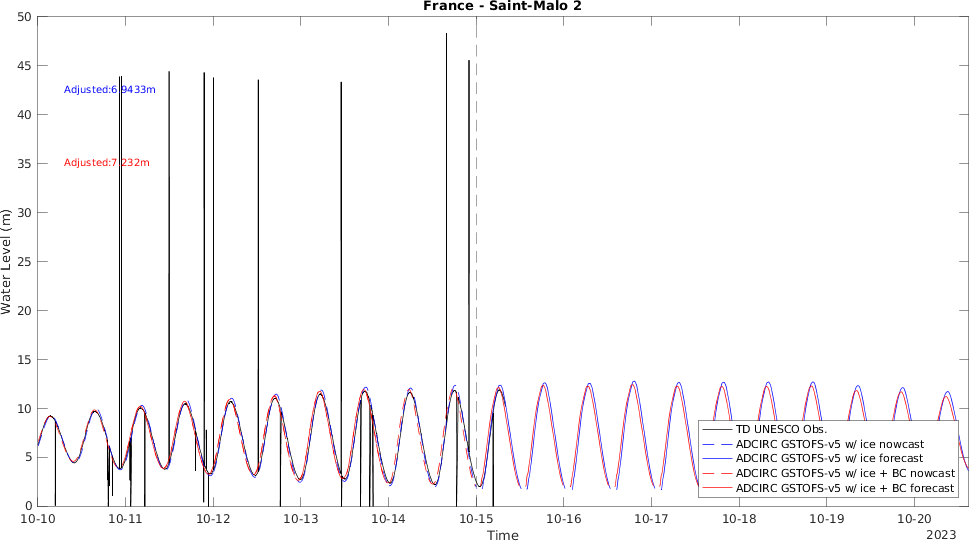 France - Saint-Malo 2
50
45
40
35
30
25
20
15
10
5
0
Water Level (m)
Adjusted:6.9433m
Adjusted:7.232m
TD UNESCO Obs.
ADCIRC GSTOFS-v5 w/ ice nowcast
ADCIRC GSTOFS-v5 w/ ice forecast
ADCIRC GSTOFS-v5 w/ ice + BC nowcast
ADCIRC GSTOFS-v5 w/ ice + BC forecast
10-10 10-11 10-12 10-13 10-14 10-15 10-16 10-17 10-18 10-19 10-20
Time
2023